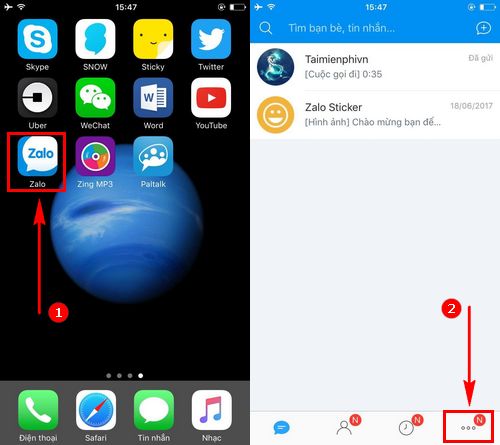 15:47
Skype
SNOW
Sticky
Twitter
Uber
WeChat
Word
YouTube
Zalo
Zalo
Zing MP3
Paltalk
1
Điện thoại
Safari
Tin nhắn
Nhạc
15:47
Tìm bạn bè, tin nhắn...
Taimienphivn
Đã gửi
[Cuộc gọi đi] 0:35
Zalo Sticker
18/06/2017
[Hình ảnh] Chào mừng bạn đế...
2
N
N
N